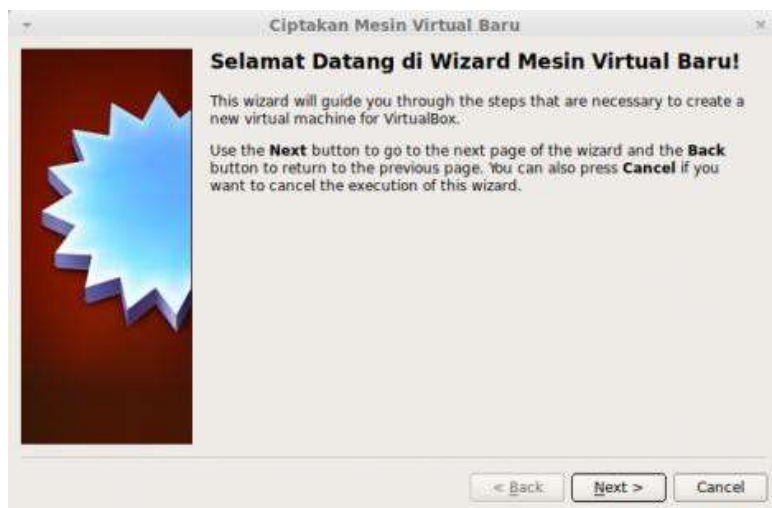 Ciptakan Mesin Virtual Baru
Selamat Datang di Wizard Mesin Virtual Baru!
This wizard will guide you through the steps that are necessary to create a
new virtual machine for VirtualBox.
Use the Next button to go to the next page of the wizard and the Back
button to return to the previous page. You can also press Cancel if you
want to cancel the execution of this wizard.
< Back
Next >
Cancel